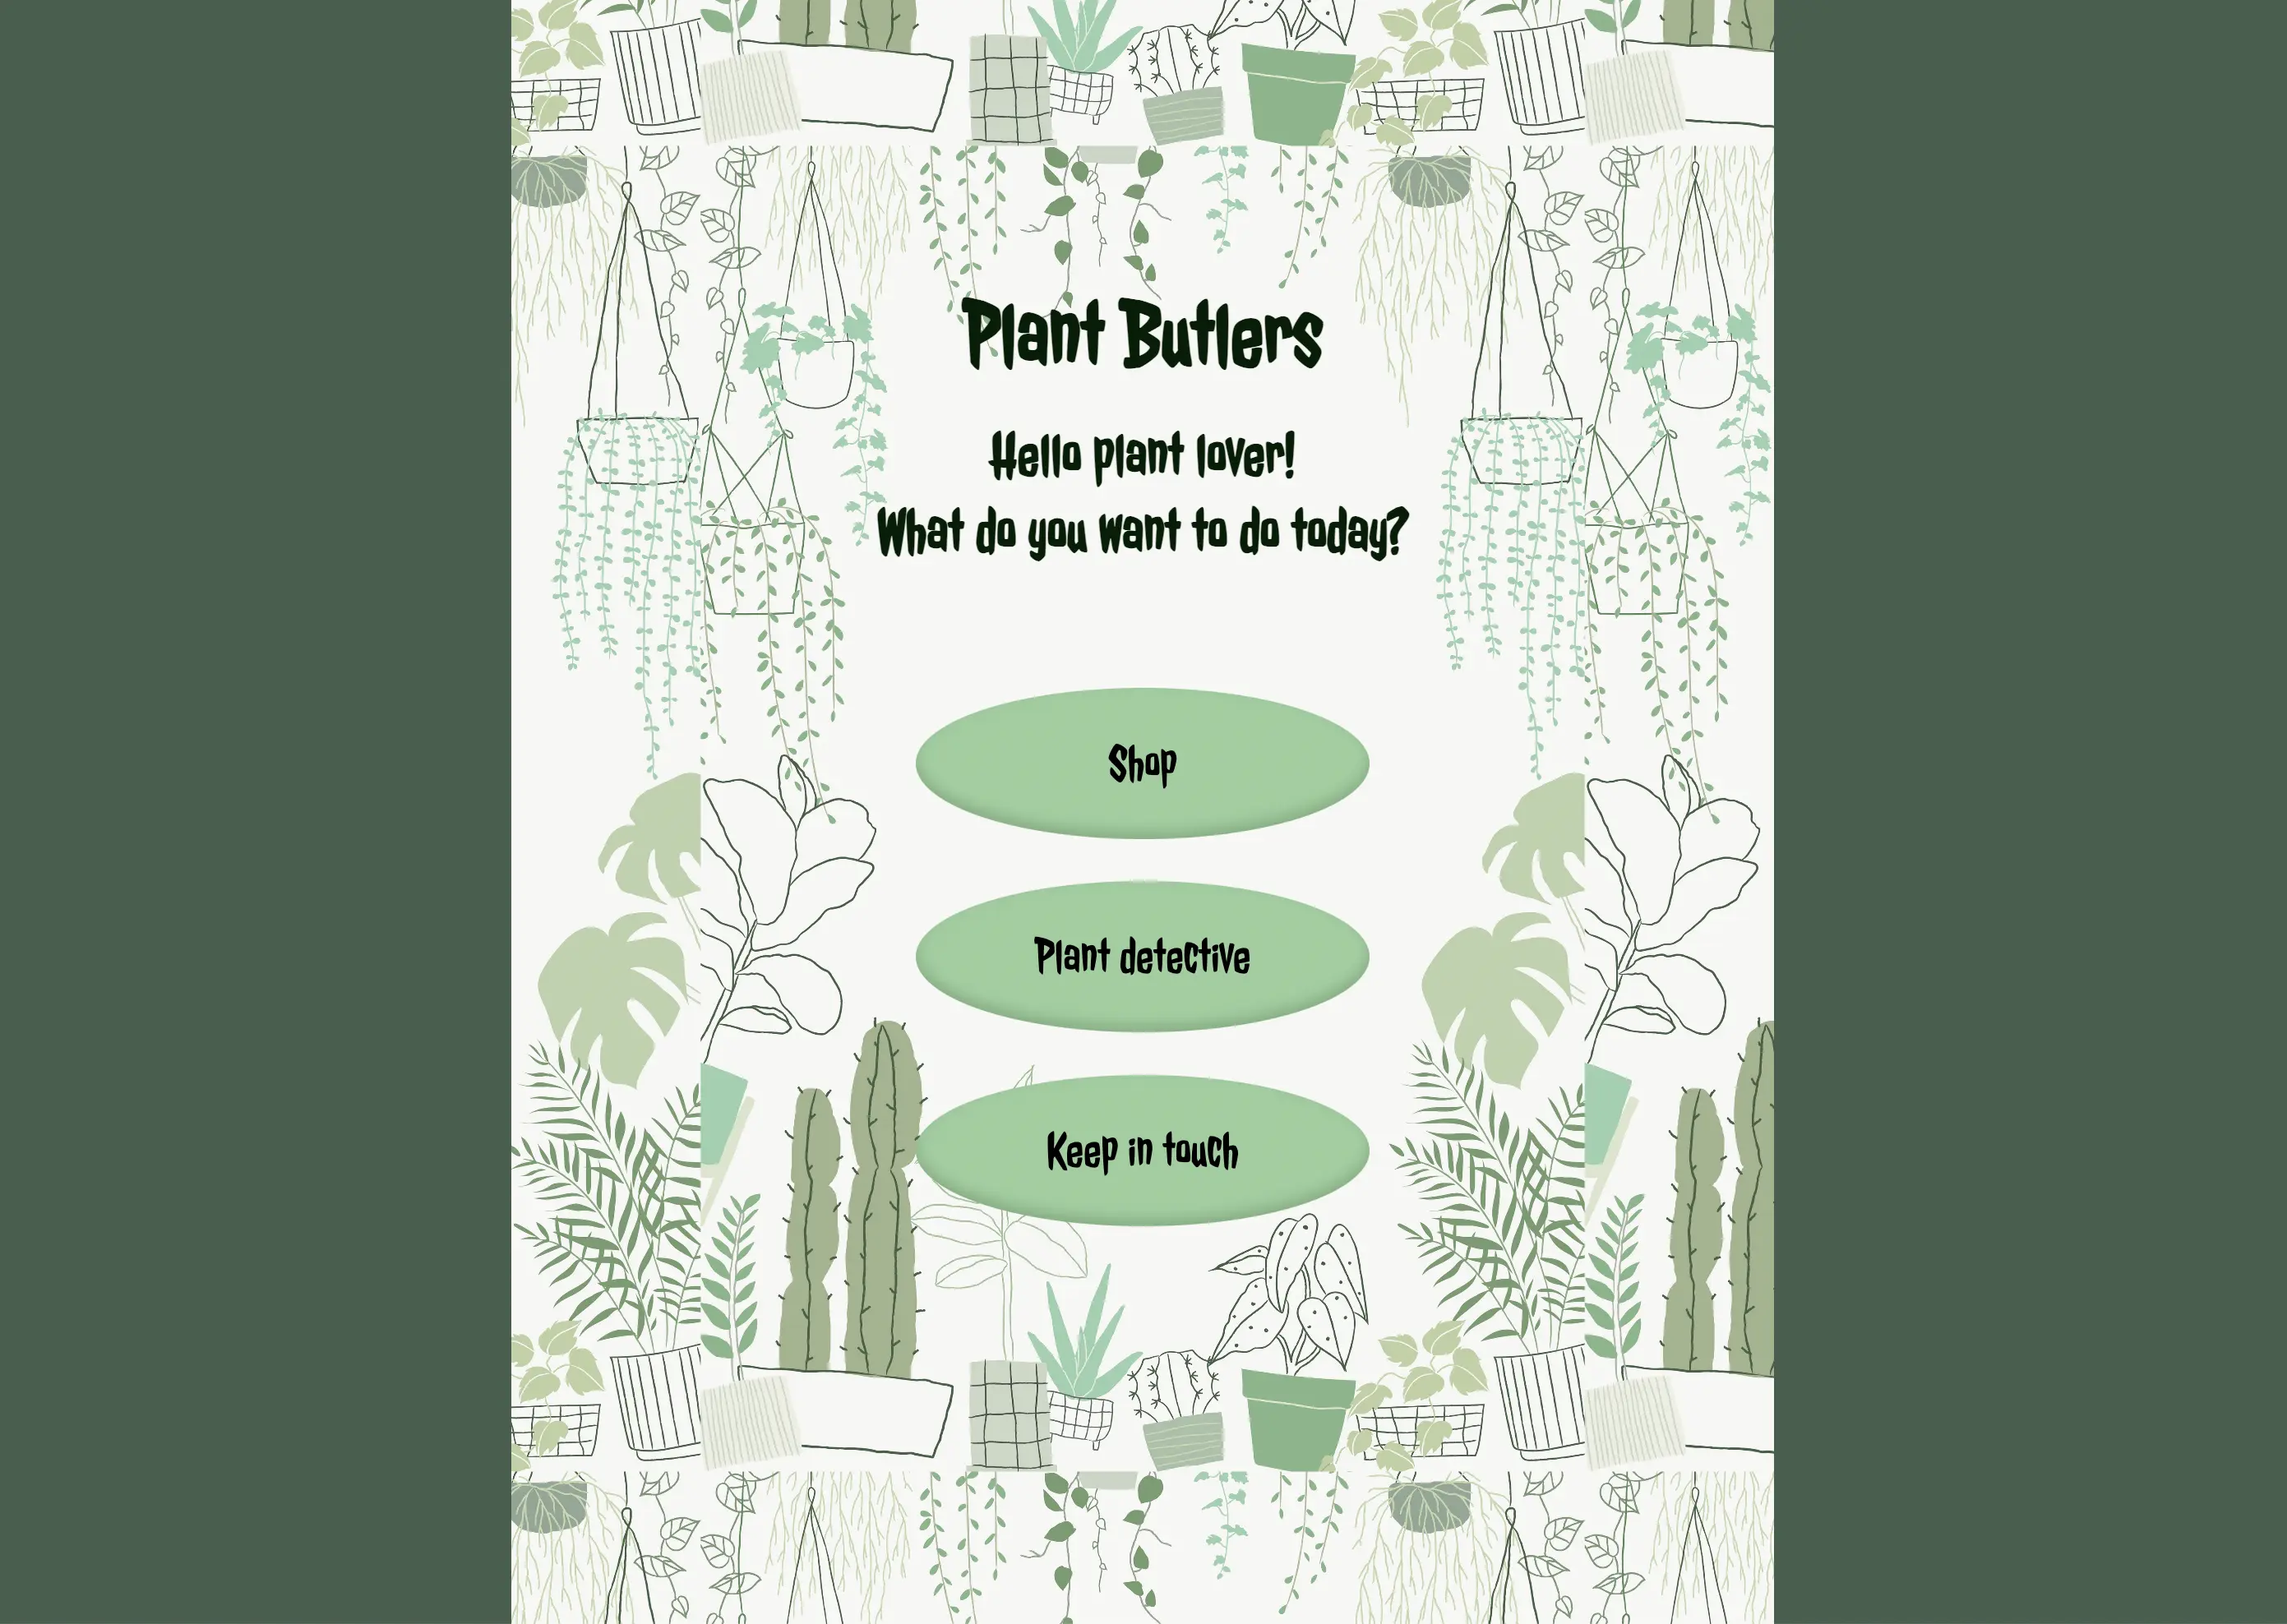 Plant Butlers
Hello plant lover!
What do you want to do today?
Shop
Plant detective
Keep in touch